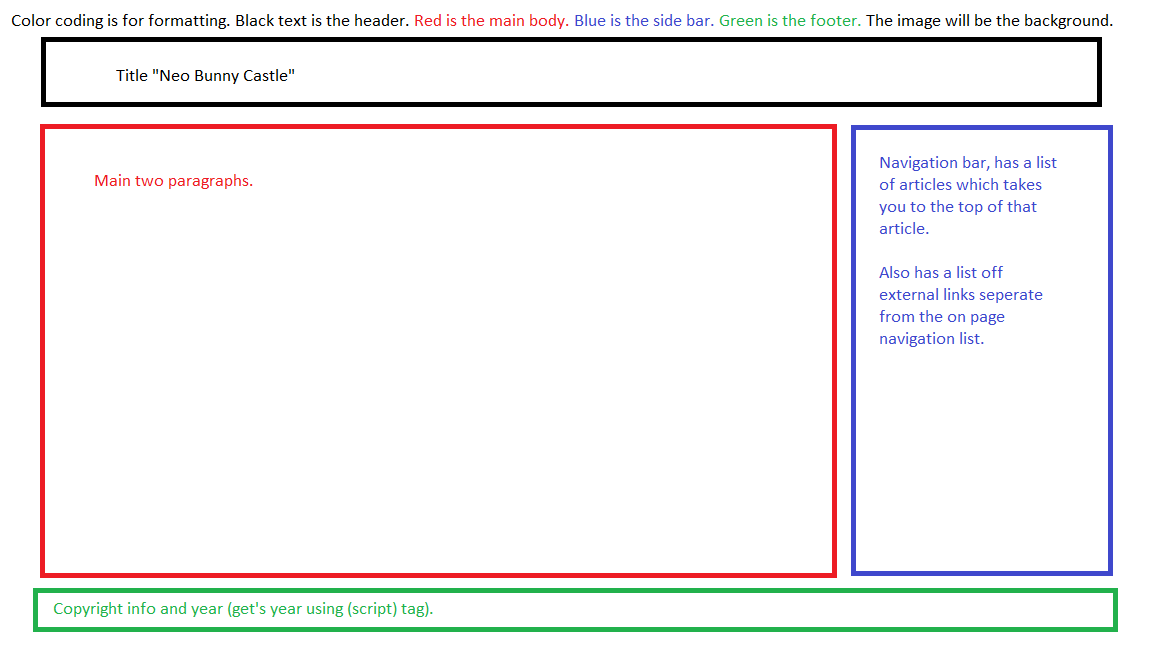 Color coding is for formatting. Black text is the header. Red is the main body. Blue is the side bar. Green is the footer. The image will be the background.
Title "Neo Bunny Castle"
Main two paragraphs.
Navigation bar, has a list
of articles which takes
you to the top of that
article.
Also has a list off
external links seperate
from the on page
navigation list.
Copyright info and year (get's year using (script) tag).